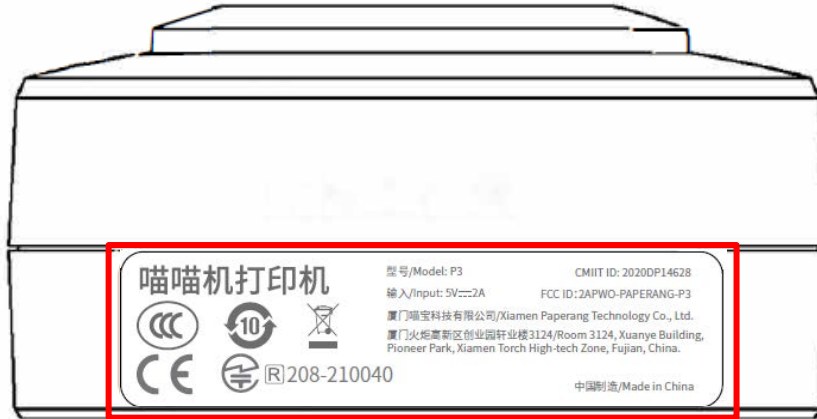 喵喵机打印机
型号/Model: P3
CMIIT ID: 2020DP14628
输入/Input: 5V⎓2A
FCC ID:2APWO-PAPERANG-P3
厦门喵宝科技有限公司/Xiamen Paperang Technology Co., Ltd.
厦门火炬高新区创业园轩业楼3124/Room 3124, Xuanye Building,
Pioneer Park, Xiamen Torch High-tech Zone, Fujian, China.
CCC
10
CE
R 208-210040
中国制造/Made in China